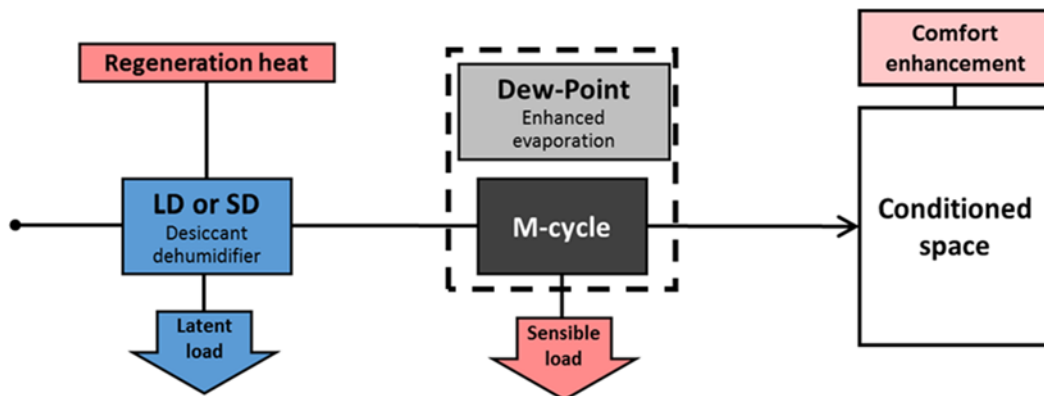 Regeneration heat
LD or SD
Desiccant
dehumidifier
Latent
load
Dew-Point
Enhanced
evaporation
M-cycle
Sensible
load
Comfort
enhancement
Conditioned
space